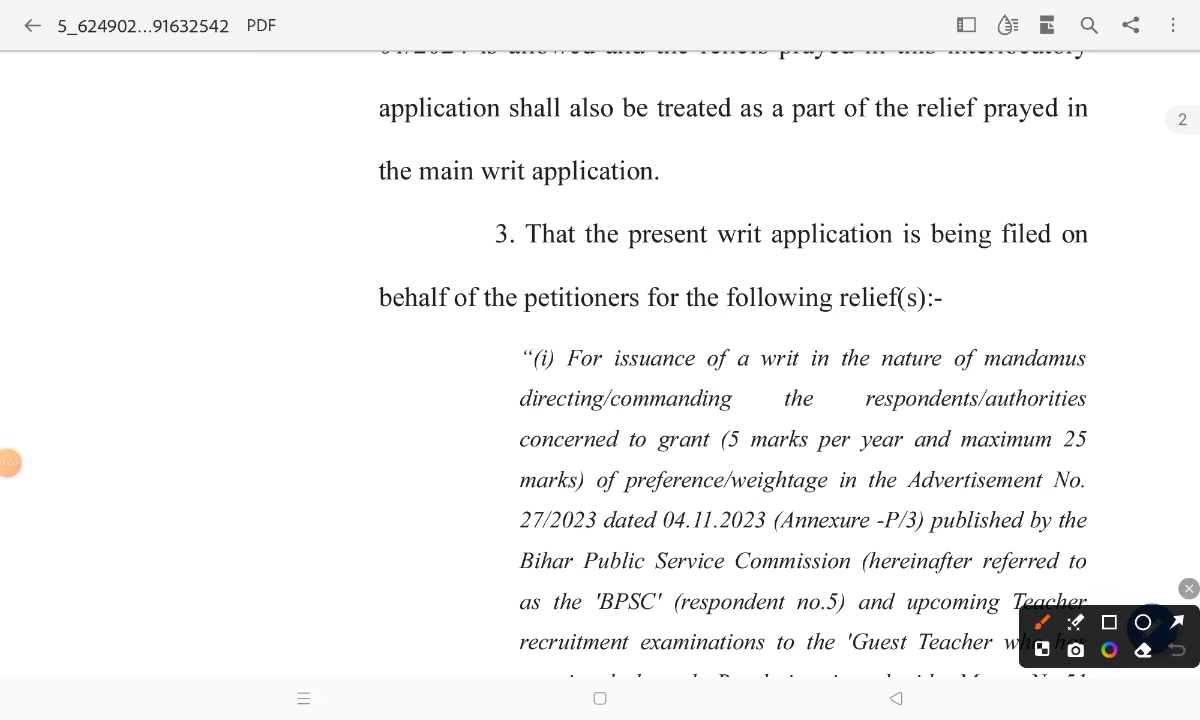 5_624902...91632542 PDF
application shall also be treated as a part of the relief prayed in
2
the main writ application.
3. That the present writ application is being filed on
behalf of the petitioners for the following relief(s):-
“(i) For issuance of a writ in the nature of mandamus
directing/commanding the respondents/authorities
concerned to grant (5 marks per year and maximum 25
marks) of preference/weightage in the Advertisement No.
27/2023 dated 04.11.2023 (Annexure -P/3) published by the
Bihar Public Service Commission (hereinafter referred to
as the 'BPSC' (respondent no.5) and upcoming Teacher
recruitment examinations to the 'Guest Teacher who has